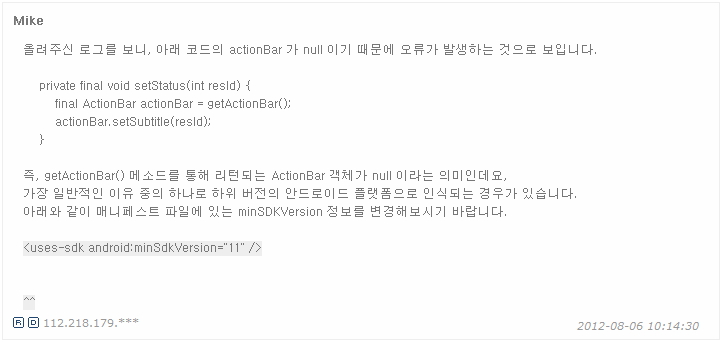 Mike
올려주신 로그를 보니, 아래 코드의 actionBar 가 null 이기 때문에 오류가 발생하는 것으로 보입니다.
private final void setStatus(int resId) {
final ActionBar actionBar = getActionBar();
actionBar.setSubtitle(resId);
}
즉, getActionBar() 메소드를 통해 리턴되는 ActionBar 객체가 null 이라는 의미인데요,
가장 일반적인 이유 중의 하나로 하위 버전의 안드로이드 플랫폼으로 인식되는 경우가 있습니다.
아래와 같이 매니페스트 파일에 있는 minSDKVersion 정보를 변경해보시기 바랍니다.
<uses-sdk android:minSdkVersion="11" />
^^
R D 112.218.179.***
2012-08-06 10:14:30